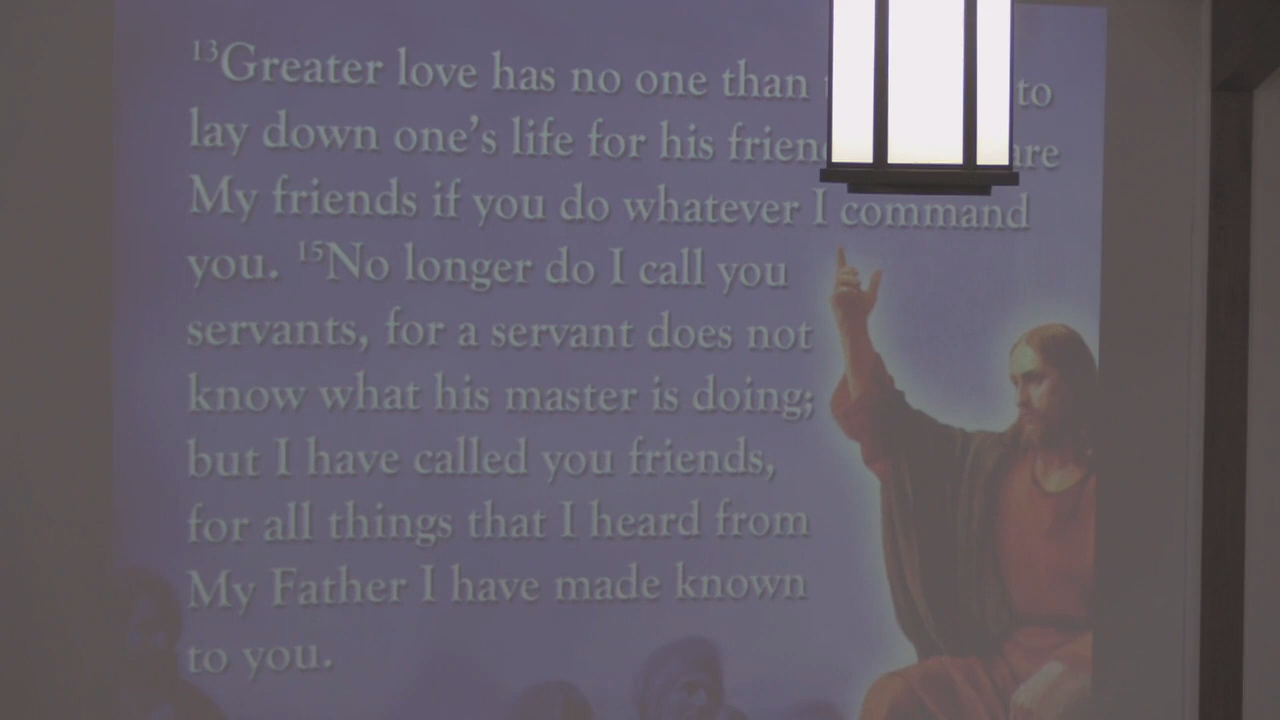 ¹³Greater love has no one than to
lay down one's life for his are
My friends if you do whatever I command
you. ¹⁵No longer do I call you
servants, for a servant does not
know what his master is doing;
but I have called you friends,
for all things that I heard from
My Father I have made known
to you.